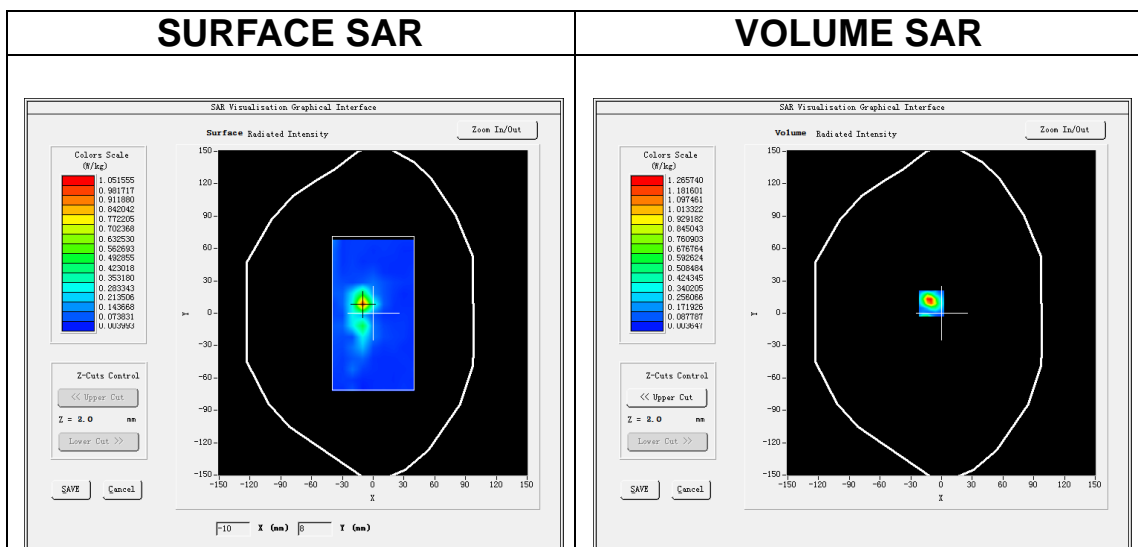 SURFACE SAR
VOLUME SAR
SAR Visualisation Graphical Interface
Surface Radiated Intensity
Zoom In/Out
Colors Scale
(W/kg)
1.051555
0.981717
0.911880
0.842042
0.772205
0.702368
0.632530
0.562693
0.492855
0.423018
0.353180
0.283343
0.213506
0.143668
0.073831
0.003993
150
120
90
60
30
0
-30
-60
-90
-120
-150
Y
-150 -120 -90 -60 -30 0 30 60 90 120 150
X
Z-Cuts Control
<< Upper Cut
Z = 2.0 mm
Lower Cut >>
SAVE Cancel
-10 X (mm) 8 Y (mm)
SAR Visualisation Graphical Interface
Volume Radiated Intensity
Zoom In/Out
Colors Scale
(W/kg)
1.265740
1.181601
1.097461
1.013322
0.929182
0.845043
0.760903
0.676764
0.592624
0.508484
0.424345
0.340205
0.256066
0.171926
0.087787
0.003647
150
120
90
60
30
0
-30
-60
-90
-120
-150
Y
-150 -120 -90 -60 -30 0 30 60 90 120 150
X
Z-Cuts Control
<< Upper Cut
Z = 2.0 mm
Lower Cut >>
SAVE Cancel